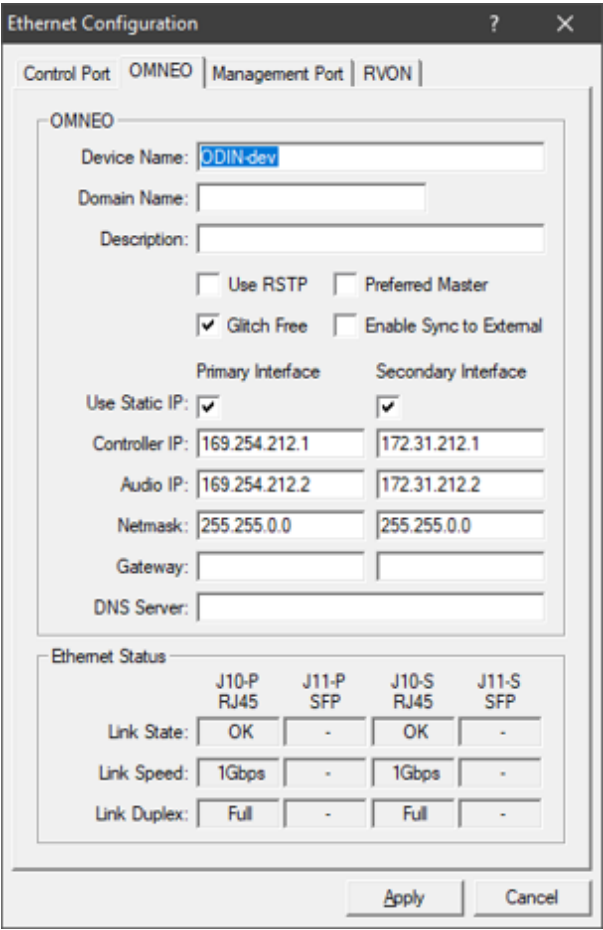 Ethernet Configuration ? ×
Control Port OMNEO Management Port RVON
OMNEO
Device Name: ODIN-dev
Domain Name:
Description:
Use RSTP Preferred Master
Glitch Free Enable Sync to External
Primary Interface Secondary Interface
Use Static IP:
Controller IP: 169.254.212.1 172.31.212.1
Audio IP: 169.254.212.2 172.31.212.2
Netmask: 255.255.0.0 255.255.0.0
Gateway:
DNS Server:
Ethernet Status
J10-P J11-P J10-S J11-S
RJ45 SFP RJ45 SFP
Link State: OK - OK -
Link Speed: 1Gbps - 1Gbps -
Link Duplex: Full - Full -
Apply Cancel